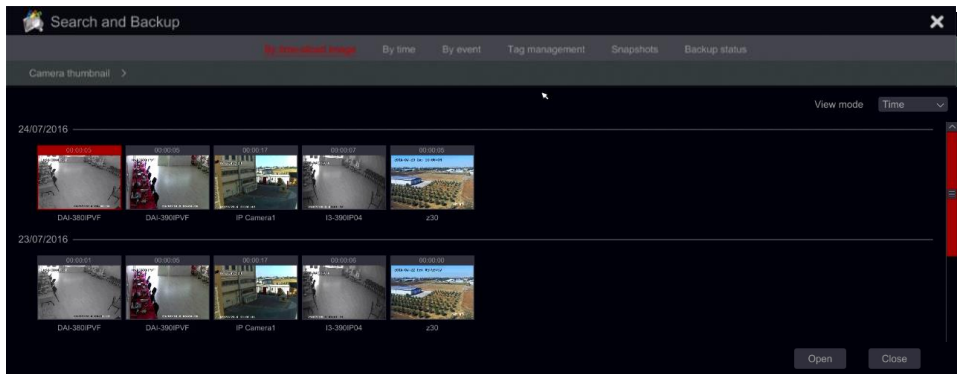 Search and Backup
By time-sliced image By time By event Tag management Snapshots Backup status
Camera thumbnail >
View mode Time
24/07/2016
00:00:05 00:00:05 00:00:17 00:00:07 00:00:05
DAI-380IPVF DAI-390IPVF IP Camera1 I3-390IP04 z30
23/07/2016
00:00:01 00:00:09 00:00:17 00:00:06 00:00:00
DAI-380IPVF DAI-390IPVF IP Camera1 I3-390IP04 z30
Open Close